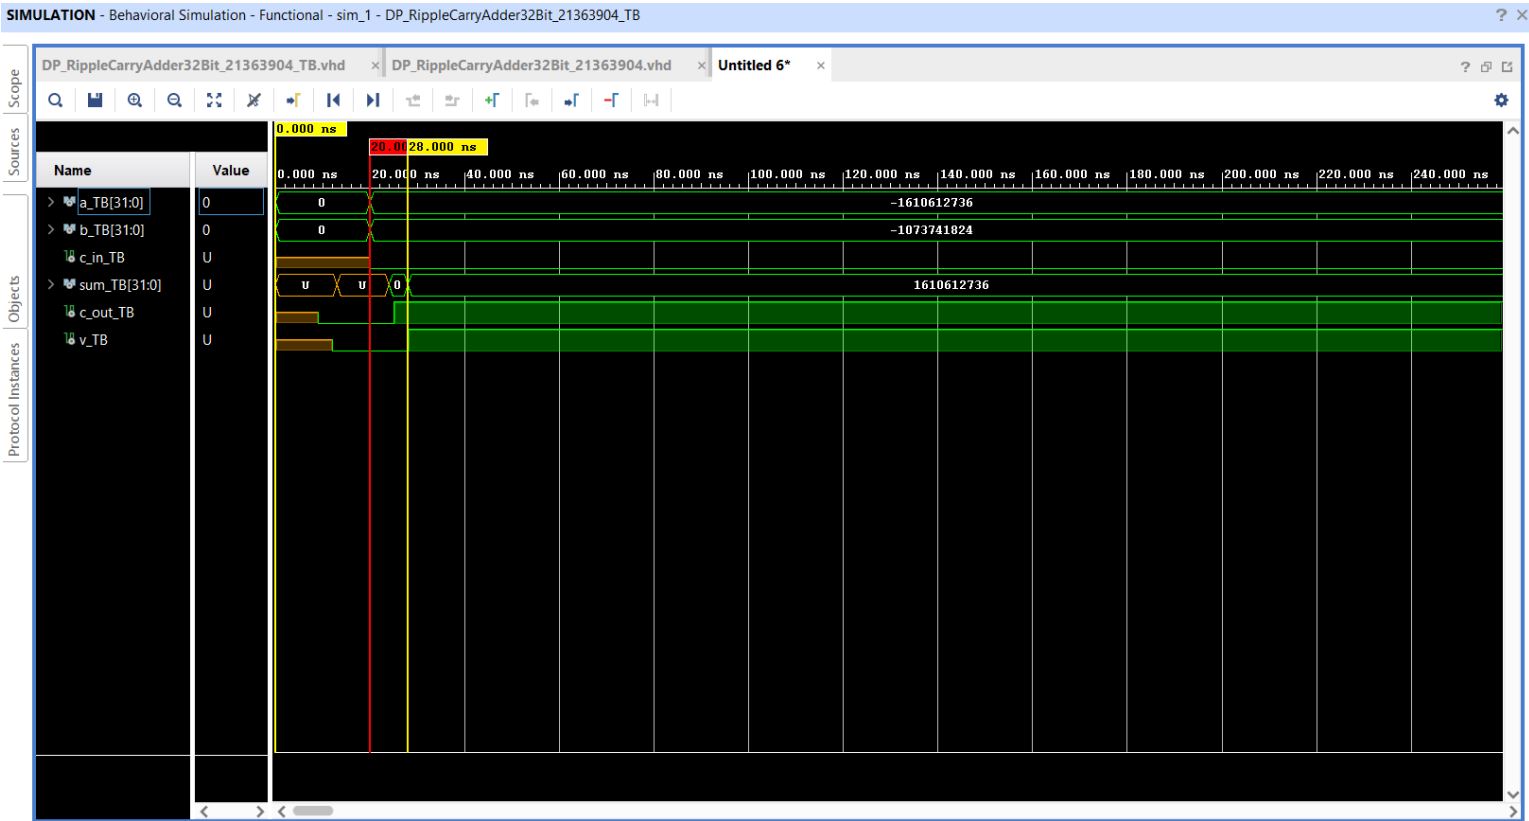 SIMULATION - Behavioral Simulation - Functional - sim_1 - DP_RippleCarryAdder32Bit_21363904_TB
? ×
Scope
Sources
Objects
Protocol Instances
DP_RippleCarryAdder32Bit_21363904_TB.vhd × DP_RippleCarryAdder32Bit_21363904.vhd × Untitled 6* ×
?
0.000 ns
20.00 28.000 ns
Name Value
0.000 ns 20.000 ns 40.000 ns 60.000 ns 80.000 ns 100.000 ns 120.000 ns 140.000 ns 160.000 ns 180.000 ns 200.000 ns 220.000 ns 240.000 ns
> a_TB[31:0] 0 0 -1610612736
> b_TB[31:0] 0 0 -1073741824
c_in_TB U
> sum_TB[31:0] U U U 0 1610612736
c_out_TB U
v_TB U